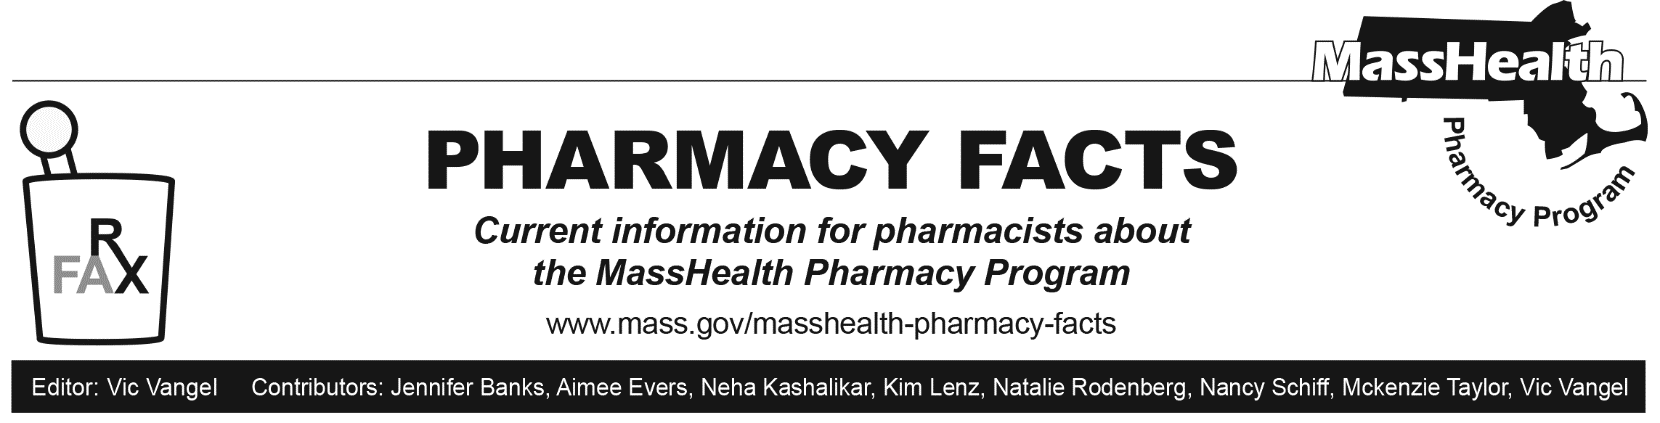 MassHealth
Pharmacy Program
PHARMACY FACTS
Current information for pharmacists about
the MassHealth Pharmacy Program
www.mass.gov/masshealth-pharmacy-facts
R
FAX
Editor: Vic Vangel Contributors: Jennifer Banks, Aimee Evers, Neha Kashalikar, Kim Lenz, Natalie Rodenberg, Nancy Schiff, Mckenzie Taylor, Vic Vangel